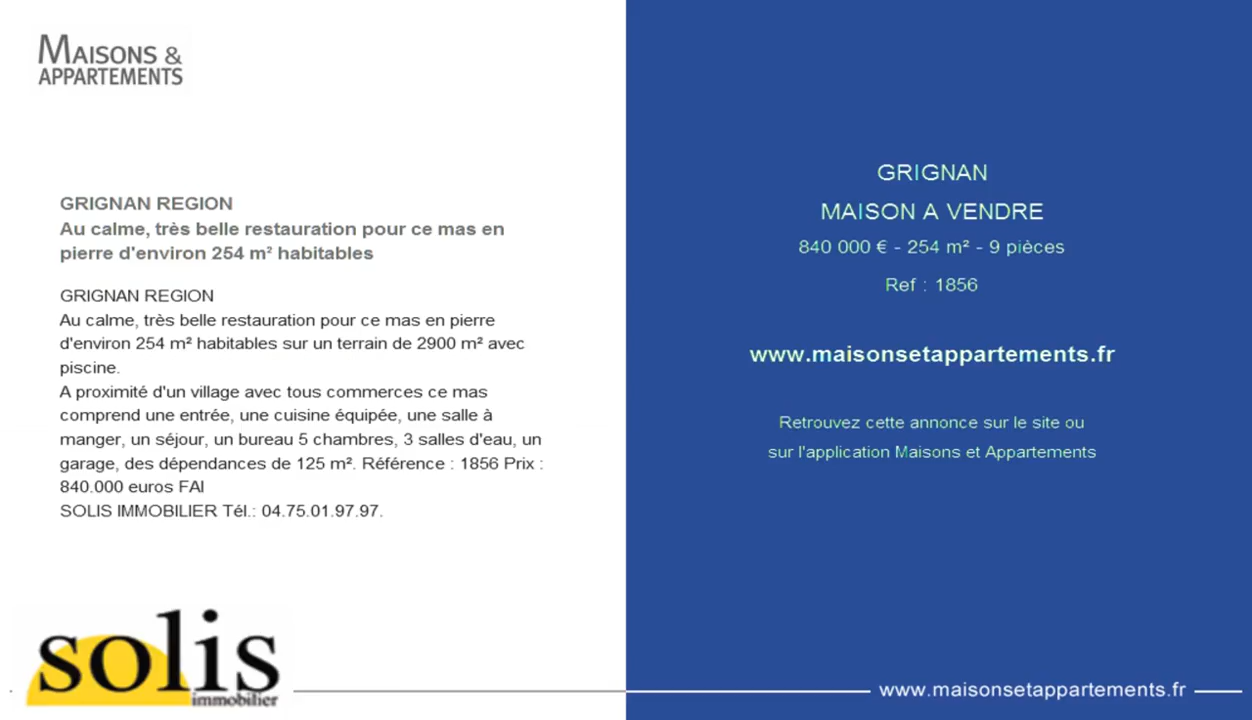 MAISONS &
APPARTEMENTS
GRIGNAN REGION
Au calme, très belle restauration pour ce mas en
pierre d'environ 254 m² habitables
GRIGNAN REGION
Au calme, très belle restauration pour ce mas en pierre
d'environ 254 m² habitables sur un terrain de 2900 m² avec
piscine.
A proximité d'un village avec tous commerces ce mas
comprend une entrée, une cuisine équipée, une salle à
manger, un séjour, un bureau 5 chambres, 3 salles d'eau, un
garage, des dépendances de 125 m². Référence : 1856 Prix :
840.000 euros FAI
SOLIS IMMOBILIER Tél.: 04.75.01.97.97.
solis
immobilier
GRIGNAN
MAISON A VENDRE
840 000 € - 254 m² - 9 pièces
Ref : 1856
www.maisonsetappartements.fr
Retrouvez cette annonce sur le site ou
sur l'application Maisons et Appartements
www.maisonsetappartements.fr